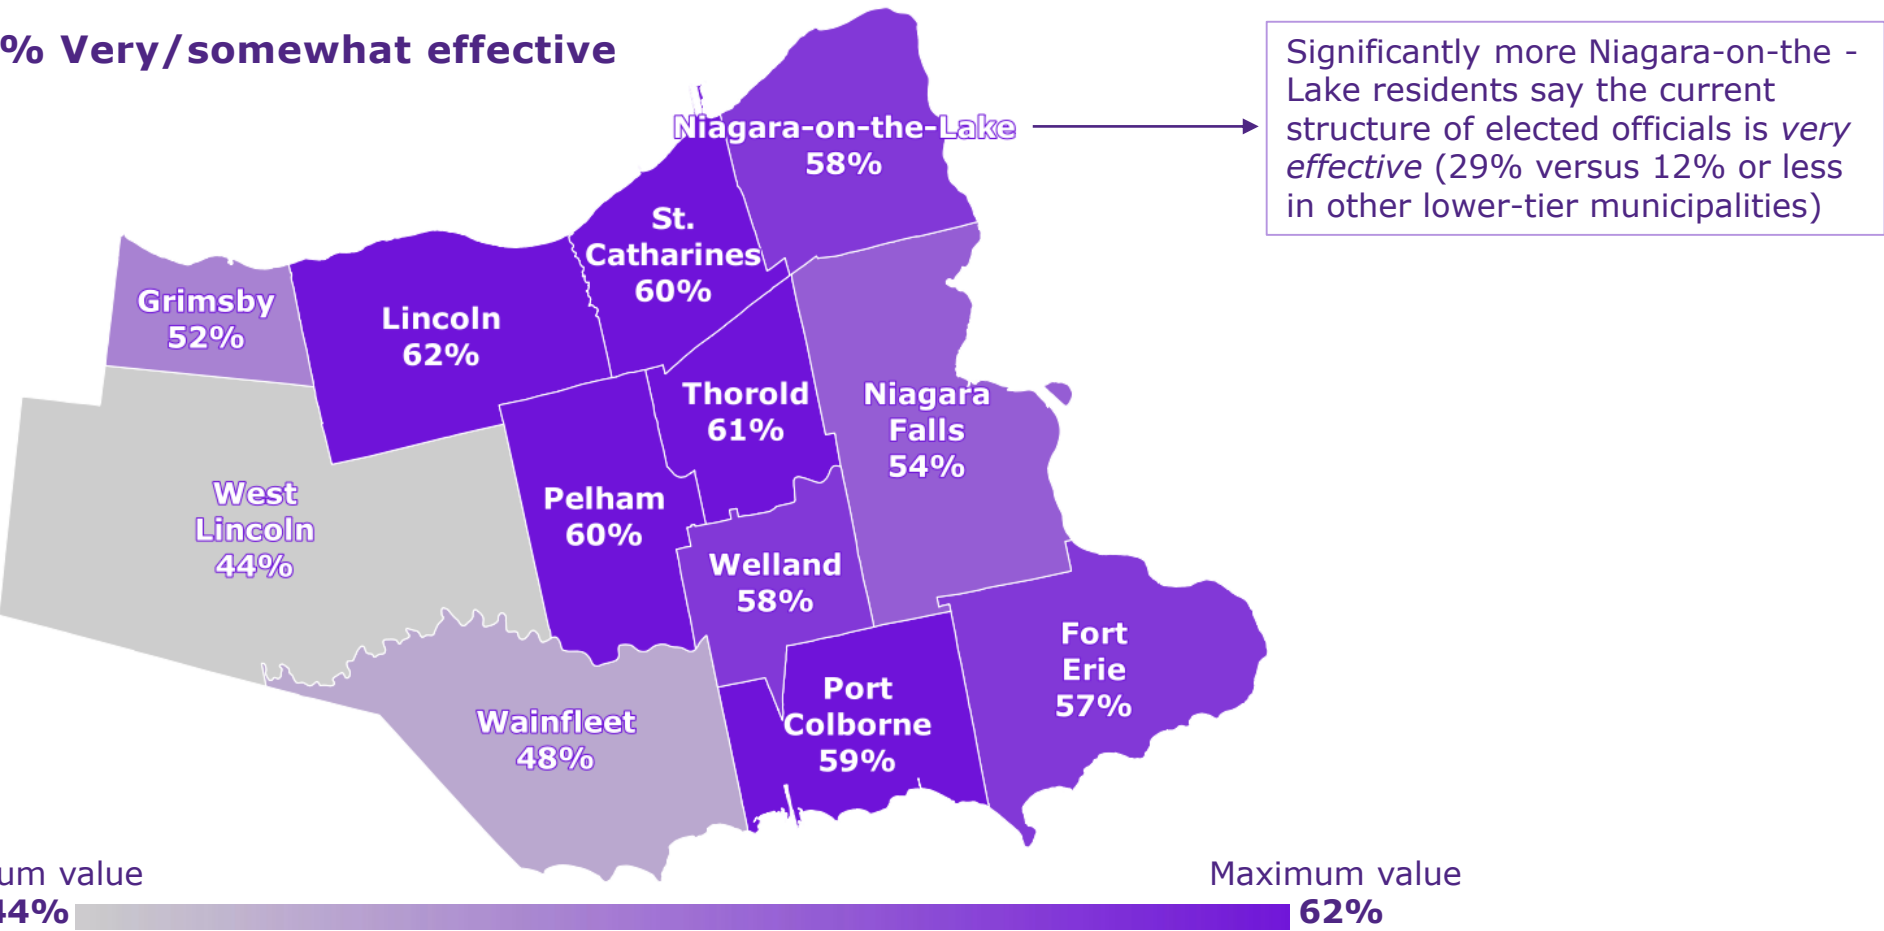 % Very/somewhat effective
Significantly more Niagara-on-the -
Lake residents say the current
structure of elected officials is very
effective (29% versus 12% or less
in other lower-tier municipalities)
Niagara-on-the-Lake
58%
St.
Catharines
60%
Grimsby
52%
Lincoln
62%
Thorold
61%
Niagara
Falls
54%
West
Lincoln
44%
Pelham
60%
Welland
58%
Fort
Erie
57%
Wainfleet
48%
Port
Colborne
59%
um value
44%
Maximum value
62%